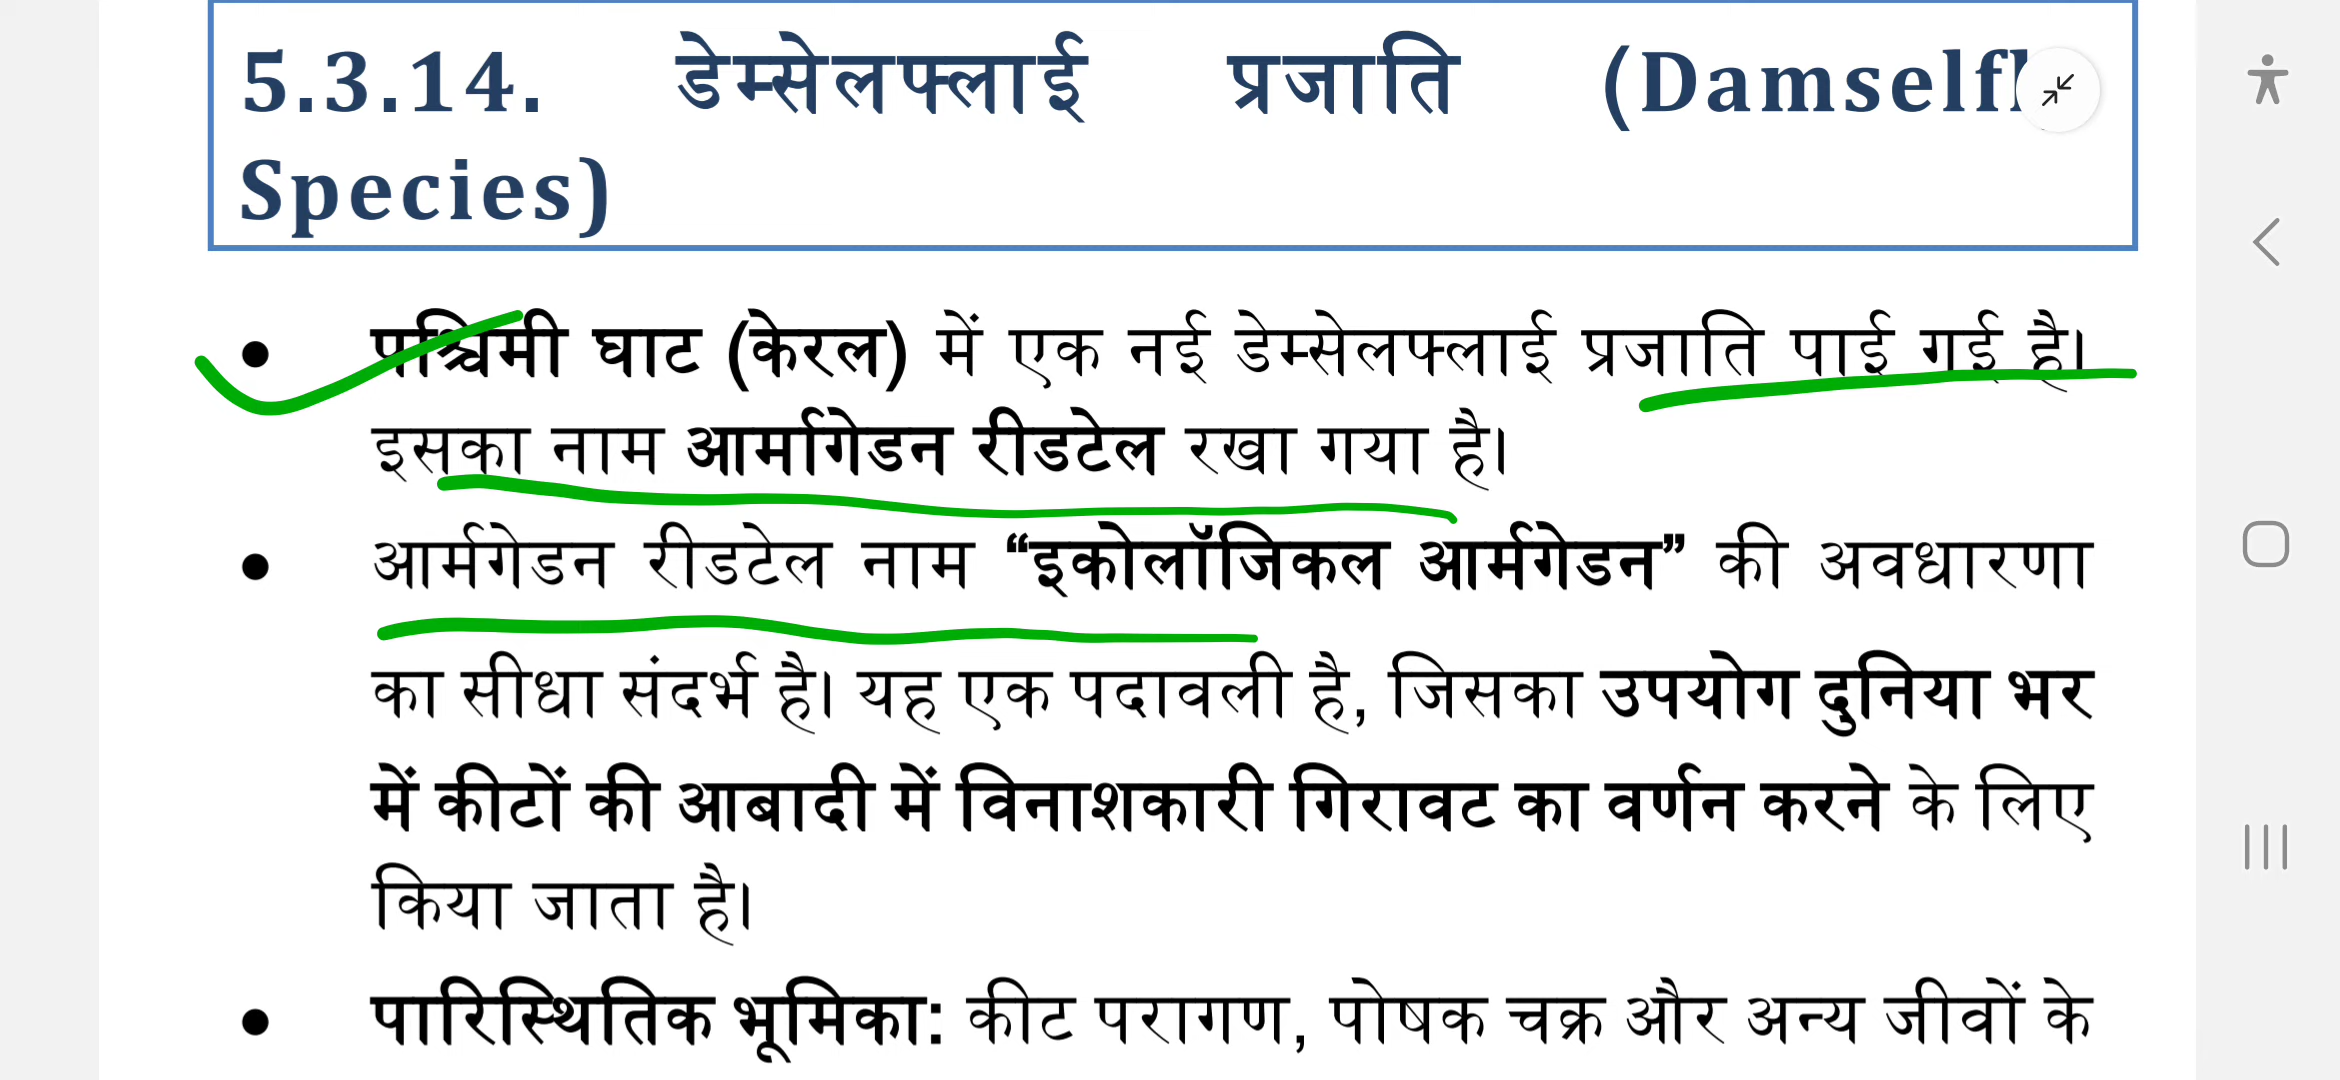 5.3.14. डेम्सेलफ्लाई प्रजाति
Species)
पश्चिमी घाट (केरल) में एक नई डेम्सेलफ्लाई प्रजाति पाई गई है।
इसका नाम आर्मागेडन रीडटेल रखा गया है।
आर्मगेडन रीडटेल नाम “इकोलॉजिकल आर्मगेडन” की अवधारणा
का सीधा संदर्भ है। यह एक पदावली है, जिसका उपयोग दुनिया भर
में कीटों की आबादी में विनाशकारी गिरावट का वर्णन करने के लिए
किया जाता है।
पारिस्थितिक भूमिका: कीट परागण, पोषक चक्र और अन्य जीवों के